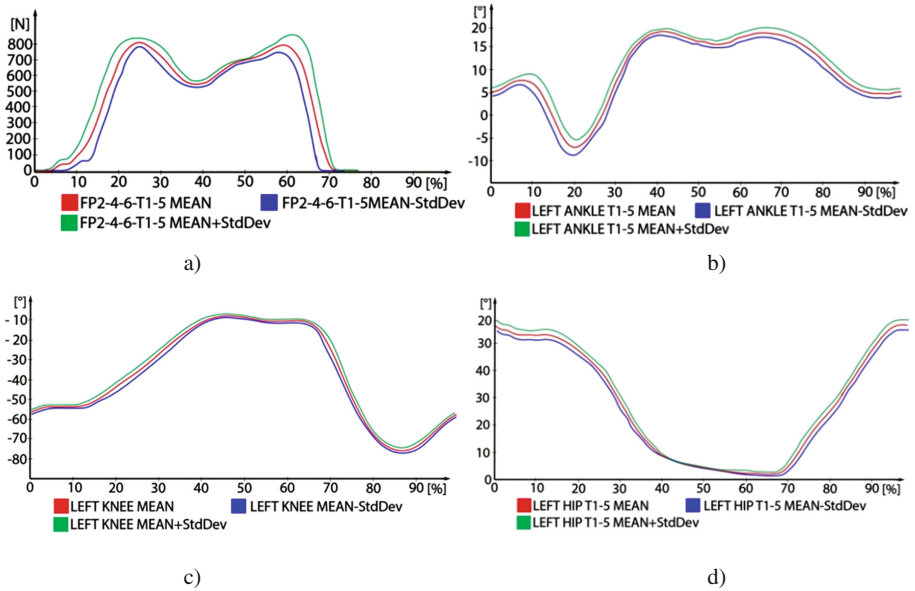 [N]
800
700
600
500
400
300
200
100
0
0 10 20 30 40 50 60 70 80 90 [%]
FP2-4-6-T1-5 MEAN FP2-4-6-T1-5MEAN-StdDev
FP2-4-6-T1-5 MEAN+StdDev
a)
[°]
20
15
10
5
0
-5
-10
0 10 20 30 40 50 60 70 80 90 [%]
LEFT ANKLE T1-5 MEAN LEFT ANKLE T1-5 MEAN-StdDev
LEFT ANKLE T1-5 MEAN+StdDev
b)
[°]
- 10
-20
-30
-40
-50
-60
-70
-80
0 10 20 30 40 50 60 70 80 90 [%]
LEFT KNEE MEAN LEFT KNEE MEAN-StdDev
LEFT KNEE MEAN+StdDev
c)
[°]
20
30
40
30
20
10
0
0 10 20 30 40 50 60 70 80 90 [%]
LEFT HIP T1-5 MEAN LEFT HIP T1-5 MEAN-StdDev
LEFT HIP T1-5 MEAN+StdDev
d)